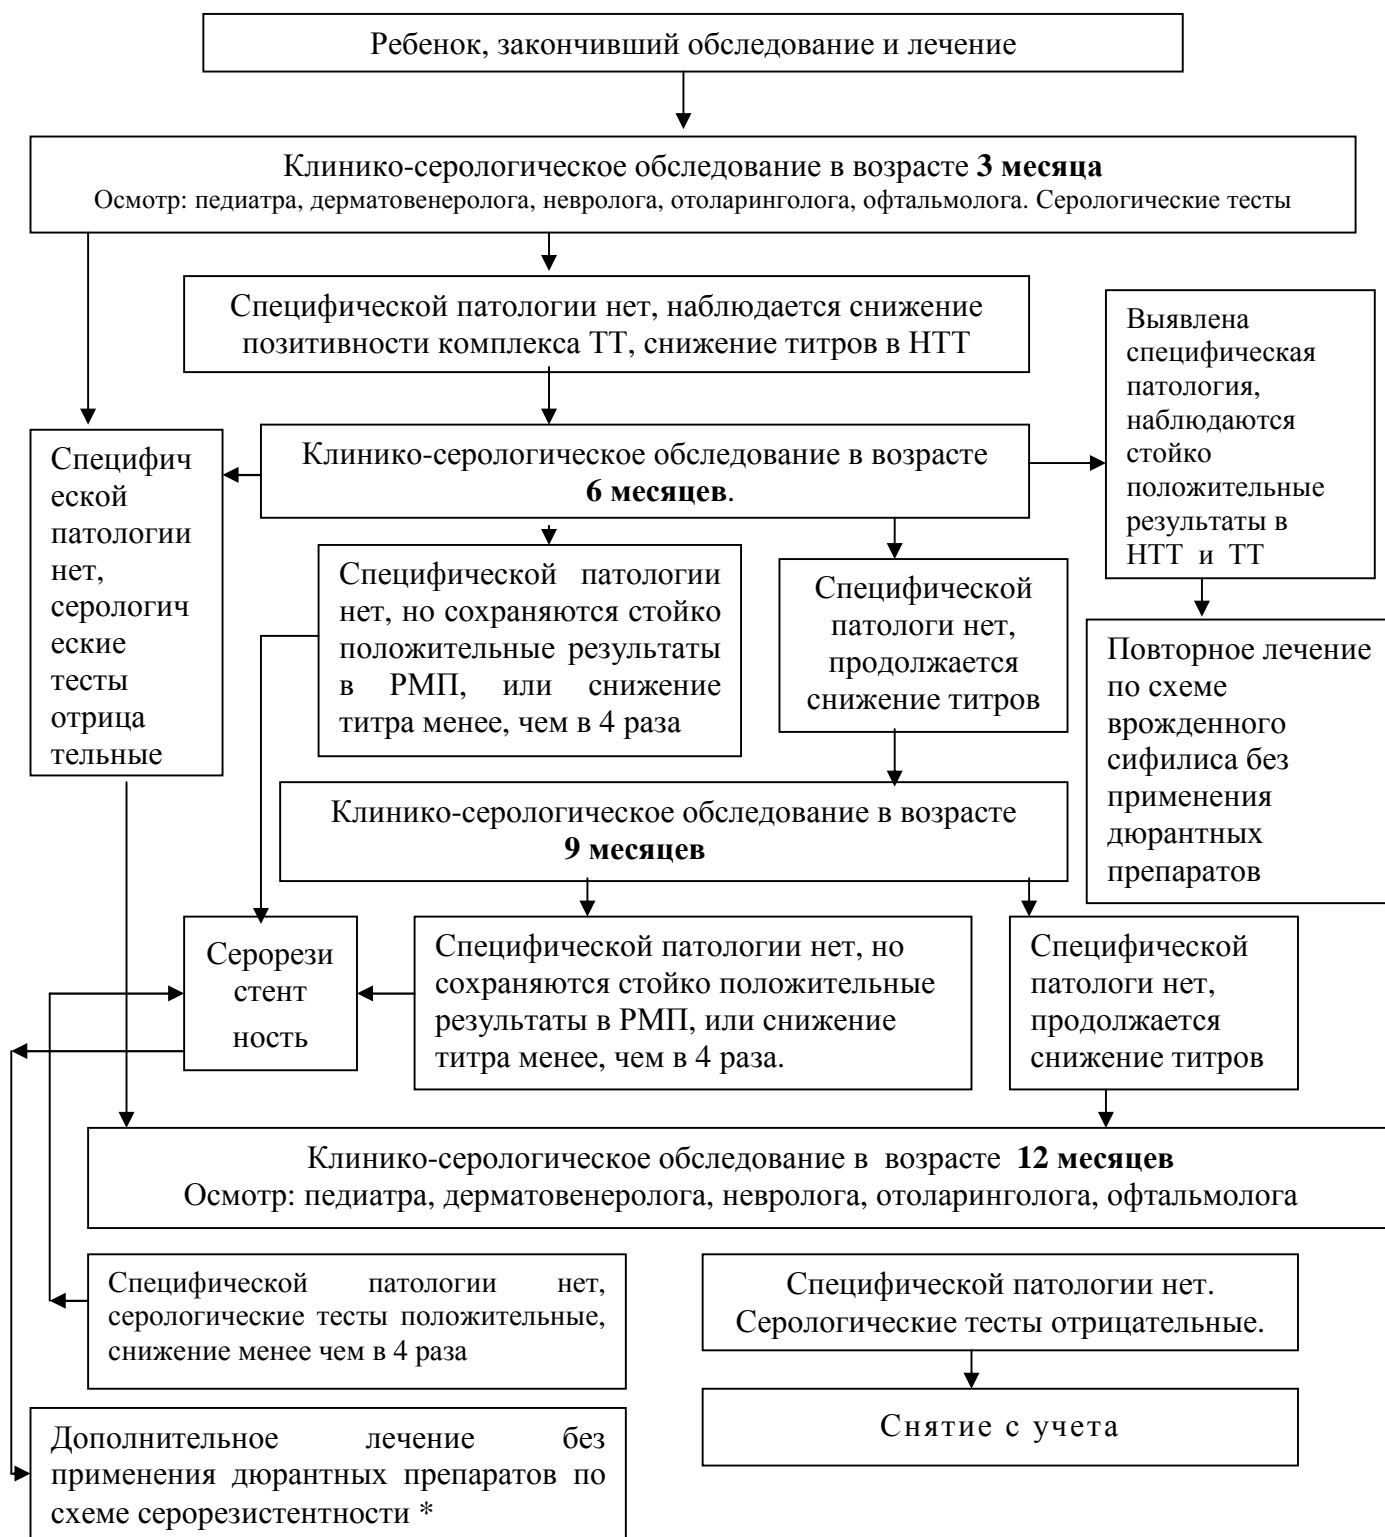 Ребенок, закончивший обследование и лечение
Клинико-серологическое обследование в возрасте 3 месяца
Осмотр: педиатра, дерматовенеролога, невролога, отоларинголога, офтальмолога. Серологические тесты
Специфической патологии нет, наблюдается снижение
позитивности комплекса ТТ, снижение титров в НТТ
Выявлена
специфическая
патология,
наблюдаются
стойко
положительные
результаты в
НТТ и ТТ
Специфич
еской
патологии
нет,
серологич
еские
тесты
отрица
тельные
Клинико-серологическое обследование в возрасте
6 месяцев.
Специфической патологии
нет, но сохраняются стойко
положительные результаты
в РМП, или снижение
титра менее, чем в 4 раза
Специфической
патологи нет,
продолжается
снижение титров
Повторное лечение
по схеме
врожденного
сифилиса без
применения
дюрантных
препаратов
Клинико-серологическое обследование в возрасте
9 месяцев
Серорези
стент
ность
Специфической патологии нет, но
сохраняются стойко положительные
результаты в РМП, или снижение
титра менее, чем в 4 раза.
Специфической
патологи нет,
продолжается
снижение титров
Клинико-серологическое обследование в возрасте 12 месяцев
Осмотр: педиатра, дерматовенеролога, невролога, отоларинголога, офтальмолога
Специфической патологии нет,
серологические тесты положительные,
снижение менее чем в 4 раза
Специфической патологии нет.
Серологические тесты отрицательные.
Снятие с учета
Дополнительное лечение без
применения дюрантных препаратов по
схеме серорезистентности *